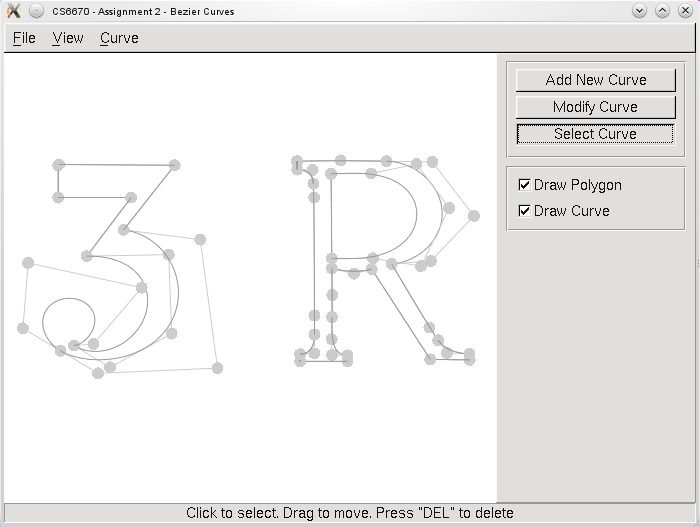 CS6670 - Assignment 2 - Bezier Curves
File View Curve
Add New Curve
Modify Curve
Select Curve
Draw Polygon
Draw Curve
3 R
Click to select. Drag to move. Press "DEL" to delete